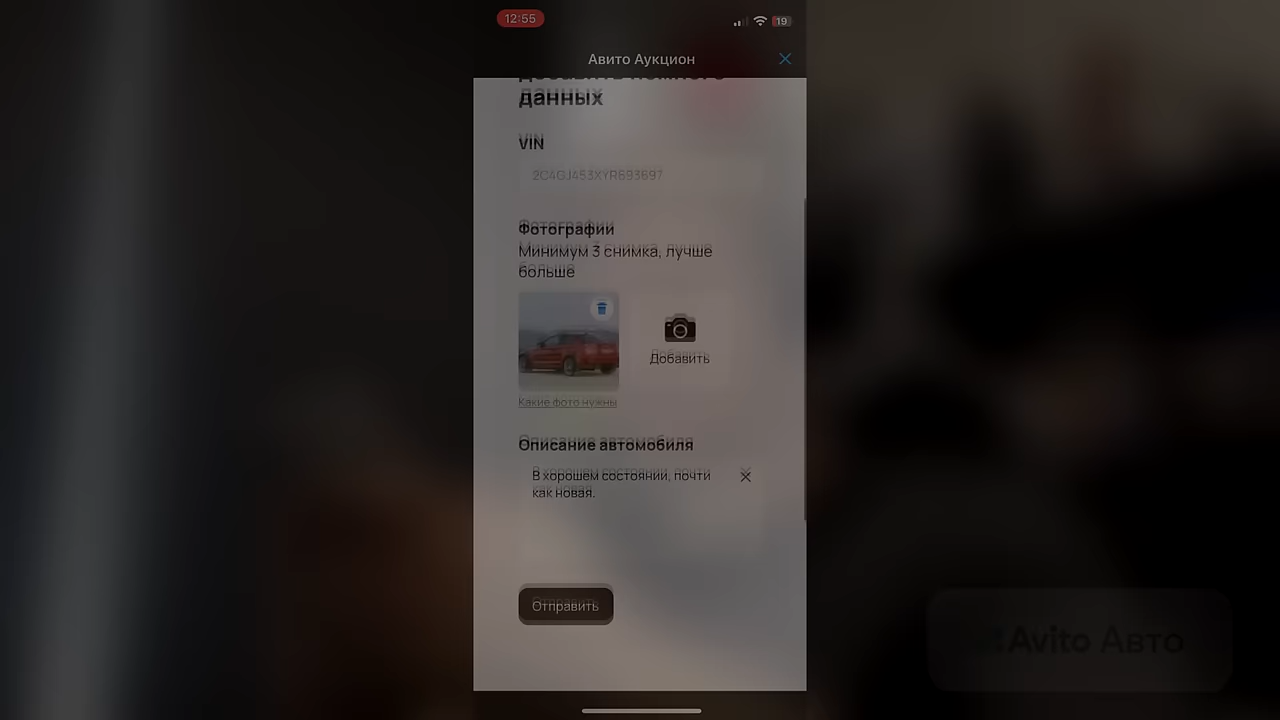 12:55
19
Авито Аукцион
данных
VIN
2C4GJ453XYR693697
Фотографии
Минимум 3 снимка, лучше
больше
Добавить
Какие фото нужны
Описание автомобиля
В хорошем состоянии, почти
как новая.
Отправить
Avito Авто